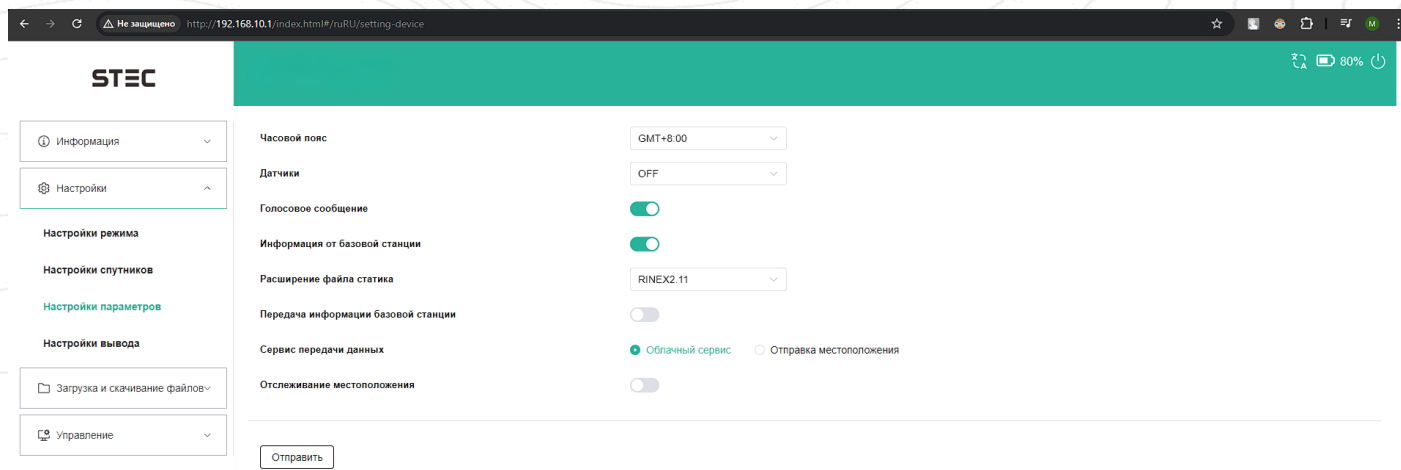 Не защищено http://192.168.10.1/index.html#/ruRU/setting-device
M
STEC
80%
Информация
Настройки
Настройки режима
Настройки спутников
Настройки параметров
Настройки вывода
Загрузка и скачивание файлов
Управление
Часовой пояс GMT+8:00
Датчики OFF
Голосовое сообщение
Информация от базовой станции
Расширение файла статика RINEX2.11
Передача информации базовой станции
Сервис передачи данных Облачный сервис Отправка местоположения
Отслеживание местоположения
Отправить